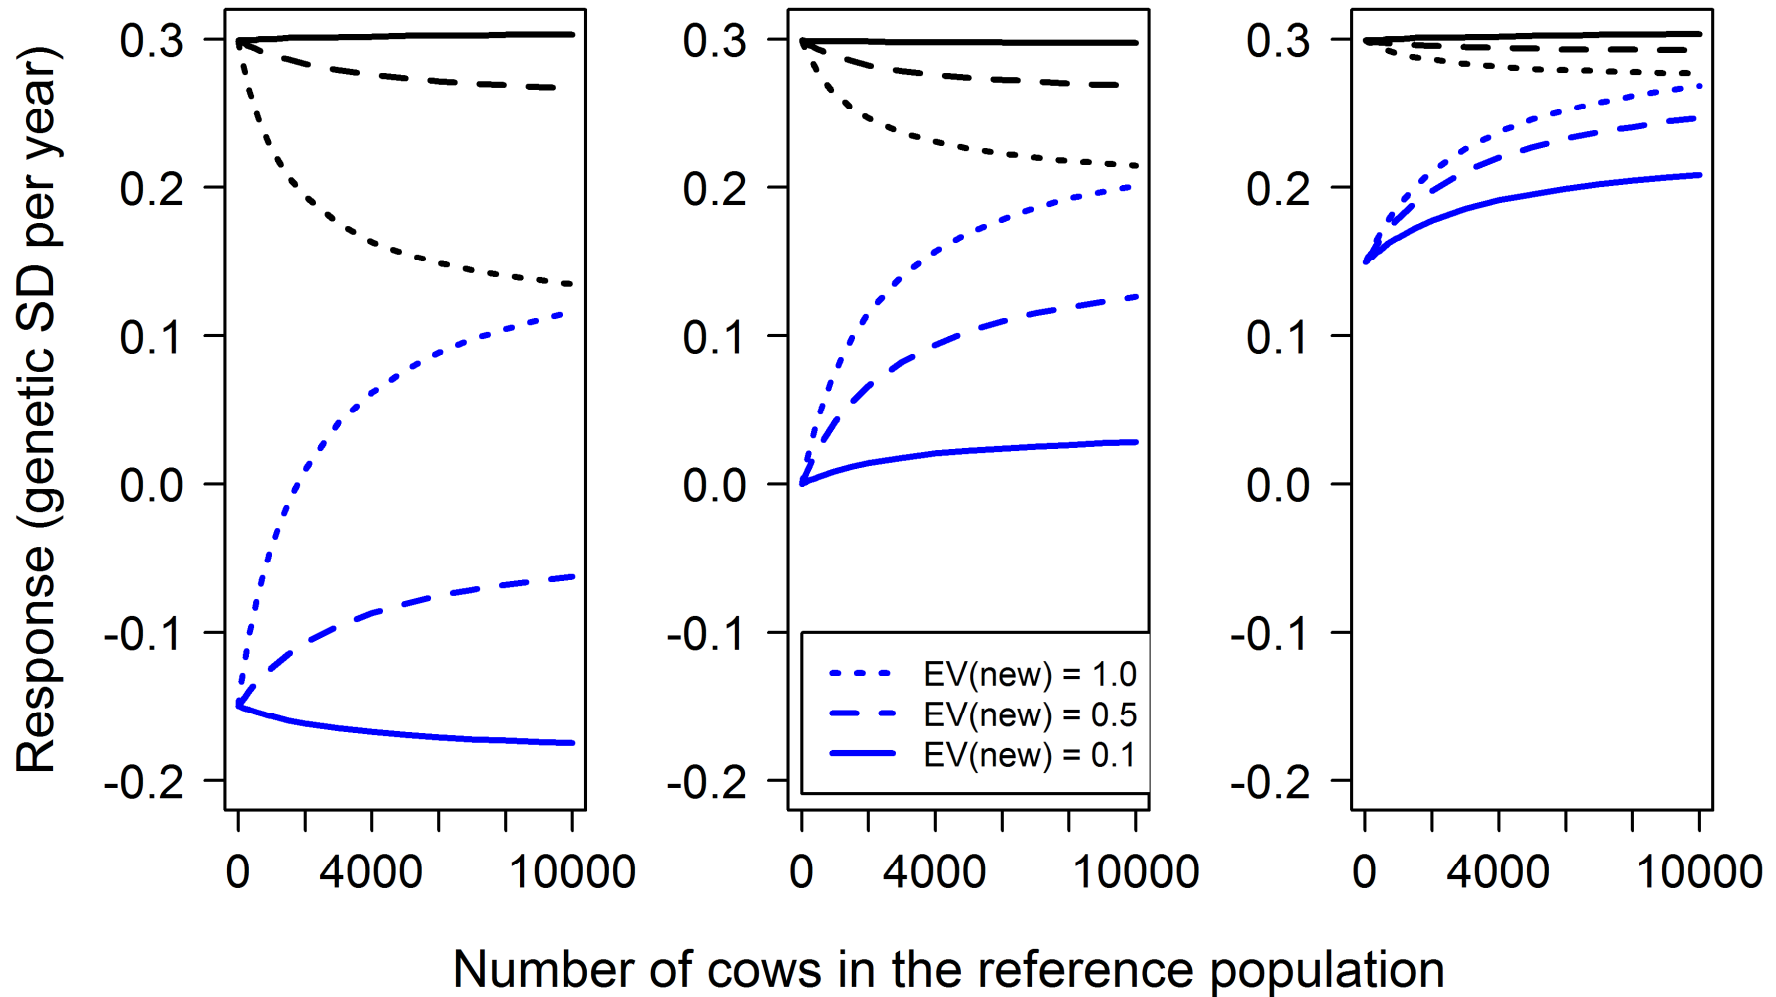 Response (genetic SD per year)
0.3
0.2
0.1
0.0
-0.1
-0.2
0 4000 10000
0.3
0.2
0.1
0.0
-0.1
-0.2
EV(new) = 1.0
EV(new) = 0.5
EV(new) = 0.1
0 4000 10000
0.3
0.2
0.1
0.0
-0.1
-0.2
0 4000 10000
Number of cows in the reference population